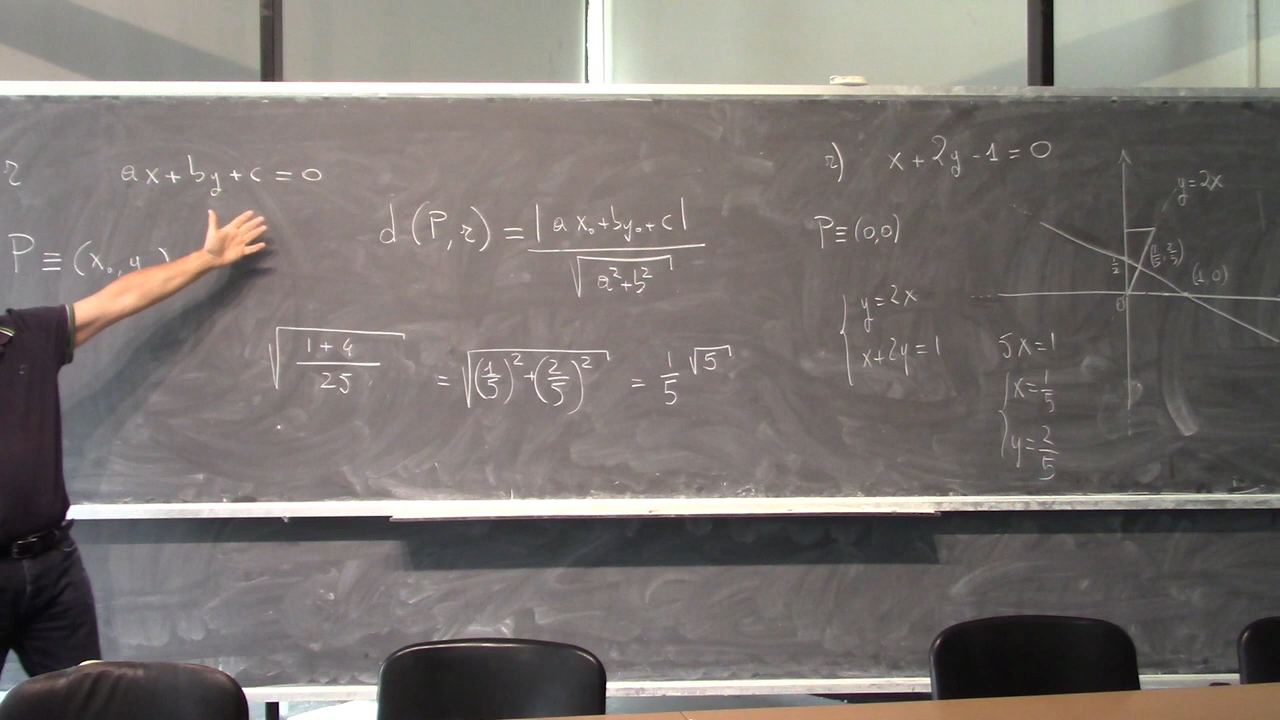 r ax+by+c=0
P≡(x₀,y₀)
d(P,r) = |ax₀+by₀+c| / √(a²+b²)
√((1+4)/25) = √((1/5)²+(2/5)²) = 1/5 √5
r) x+2y-1=0
P≡(0,0)
{ y=2x
x+2y=1
5x=1
{ x=1/5
y=2/5
y=2x
(1/5, 2/5)
1/2
(1,0)
0